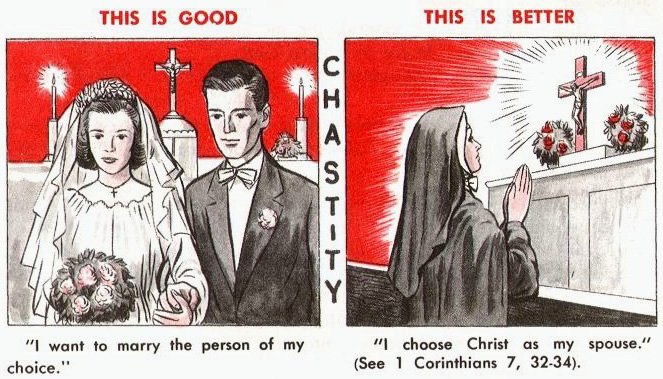 THIS IS GOOD
THIS IS BETTER
CHASTITY
"I want to marry the person of my
choice."
"I choose Christ as my spouse."
(See 1 Corinthians 7, 32-34).